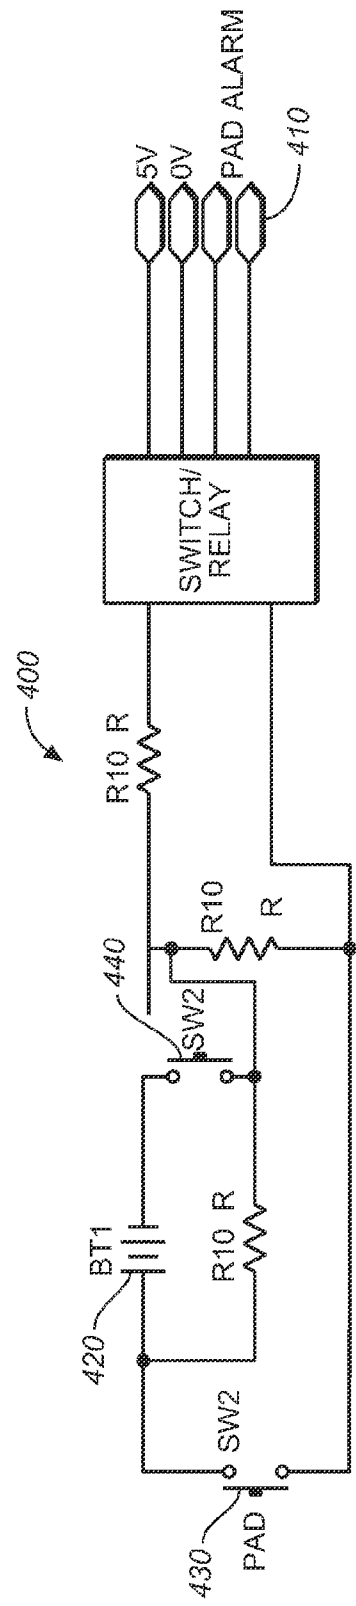 400
5V
0V
PAD ALARM
410
SWITCH/
RELAY
R10 R
R10
R
440
SW2
BT1
420
R10 R
SW2
430
PAD